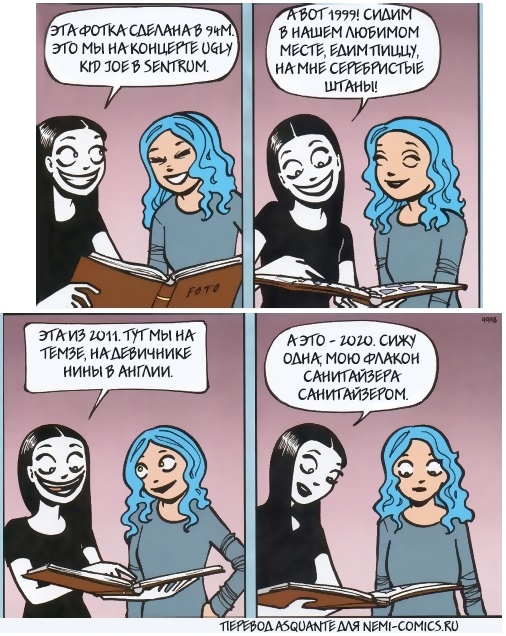 ЭТА ФОТКА СДЕЛАНА В 94М.
ЭТО МЫ НА КОНЦЕРТЕ UGLY
KID JOE В SENTRUM.
FOTO
А ВОТ 1999! СИДИМ
В НАШЕМ ЛЮБИМОМ
МЕСТЕ, ЕДИМ ПИЦЦУ,
НА МНЕ СЕРЕБРИСТЫЕ
ШТАНЫ!
ЭТА ИЗ 2011. ТУТ МЫ НА
ТЕМЗЕ, НА ДЕВИЧНИКЕ
НИНЫ В АНГЛИИ.
А ЭТО - 2020. СИЖУ
ОДНА, МОЮ ФЛАКОН
САНИТАЙЗЕРА
САНИТАЙЗЕРОМ.
ПЕРЕВОД ASQUANTE ДЛЯ NEMI-COMICS.RU